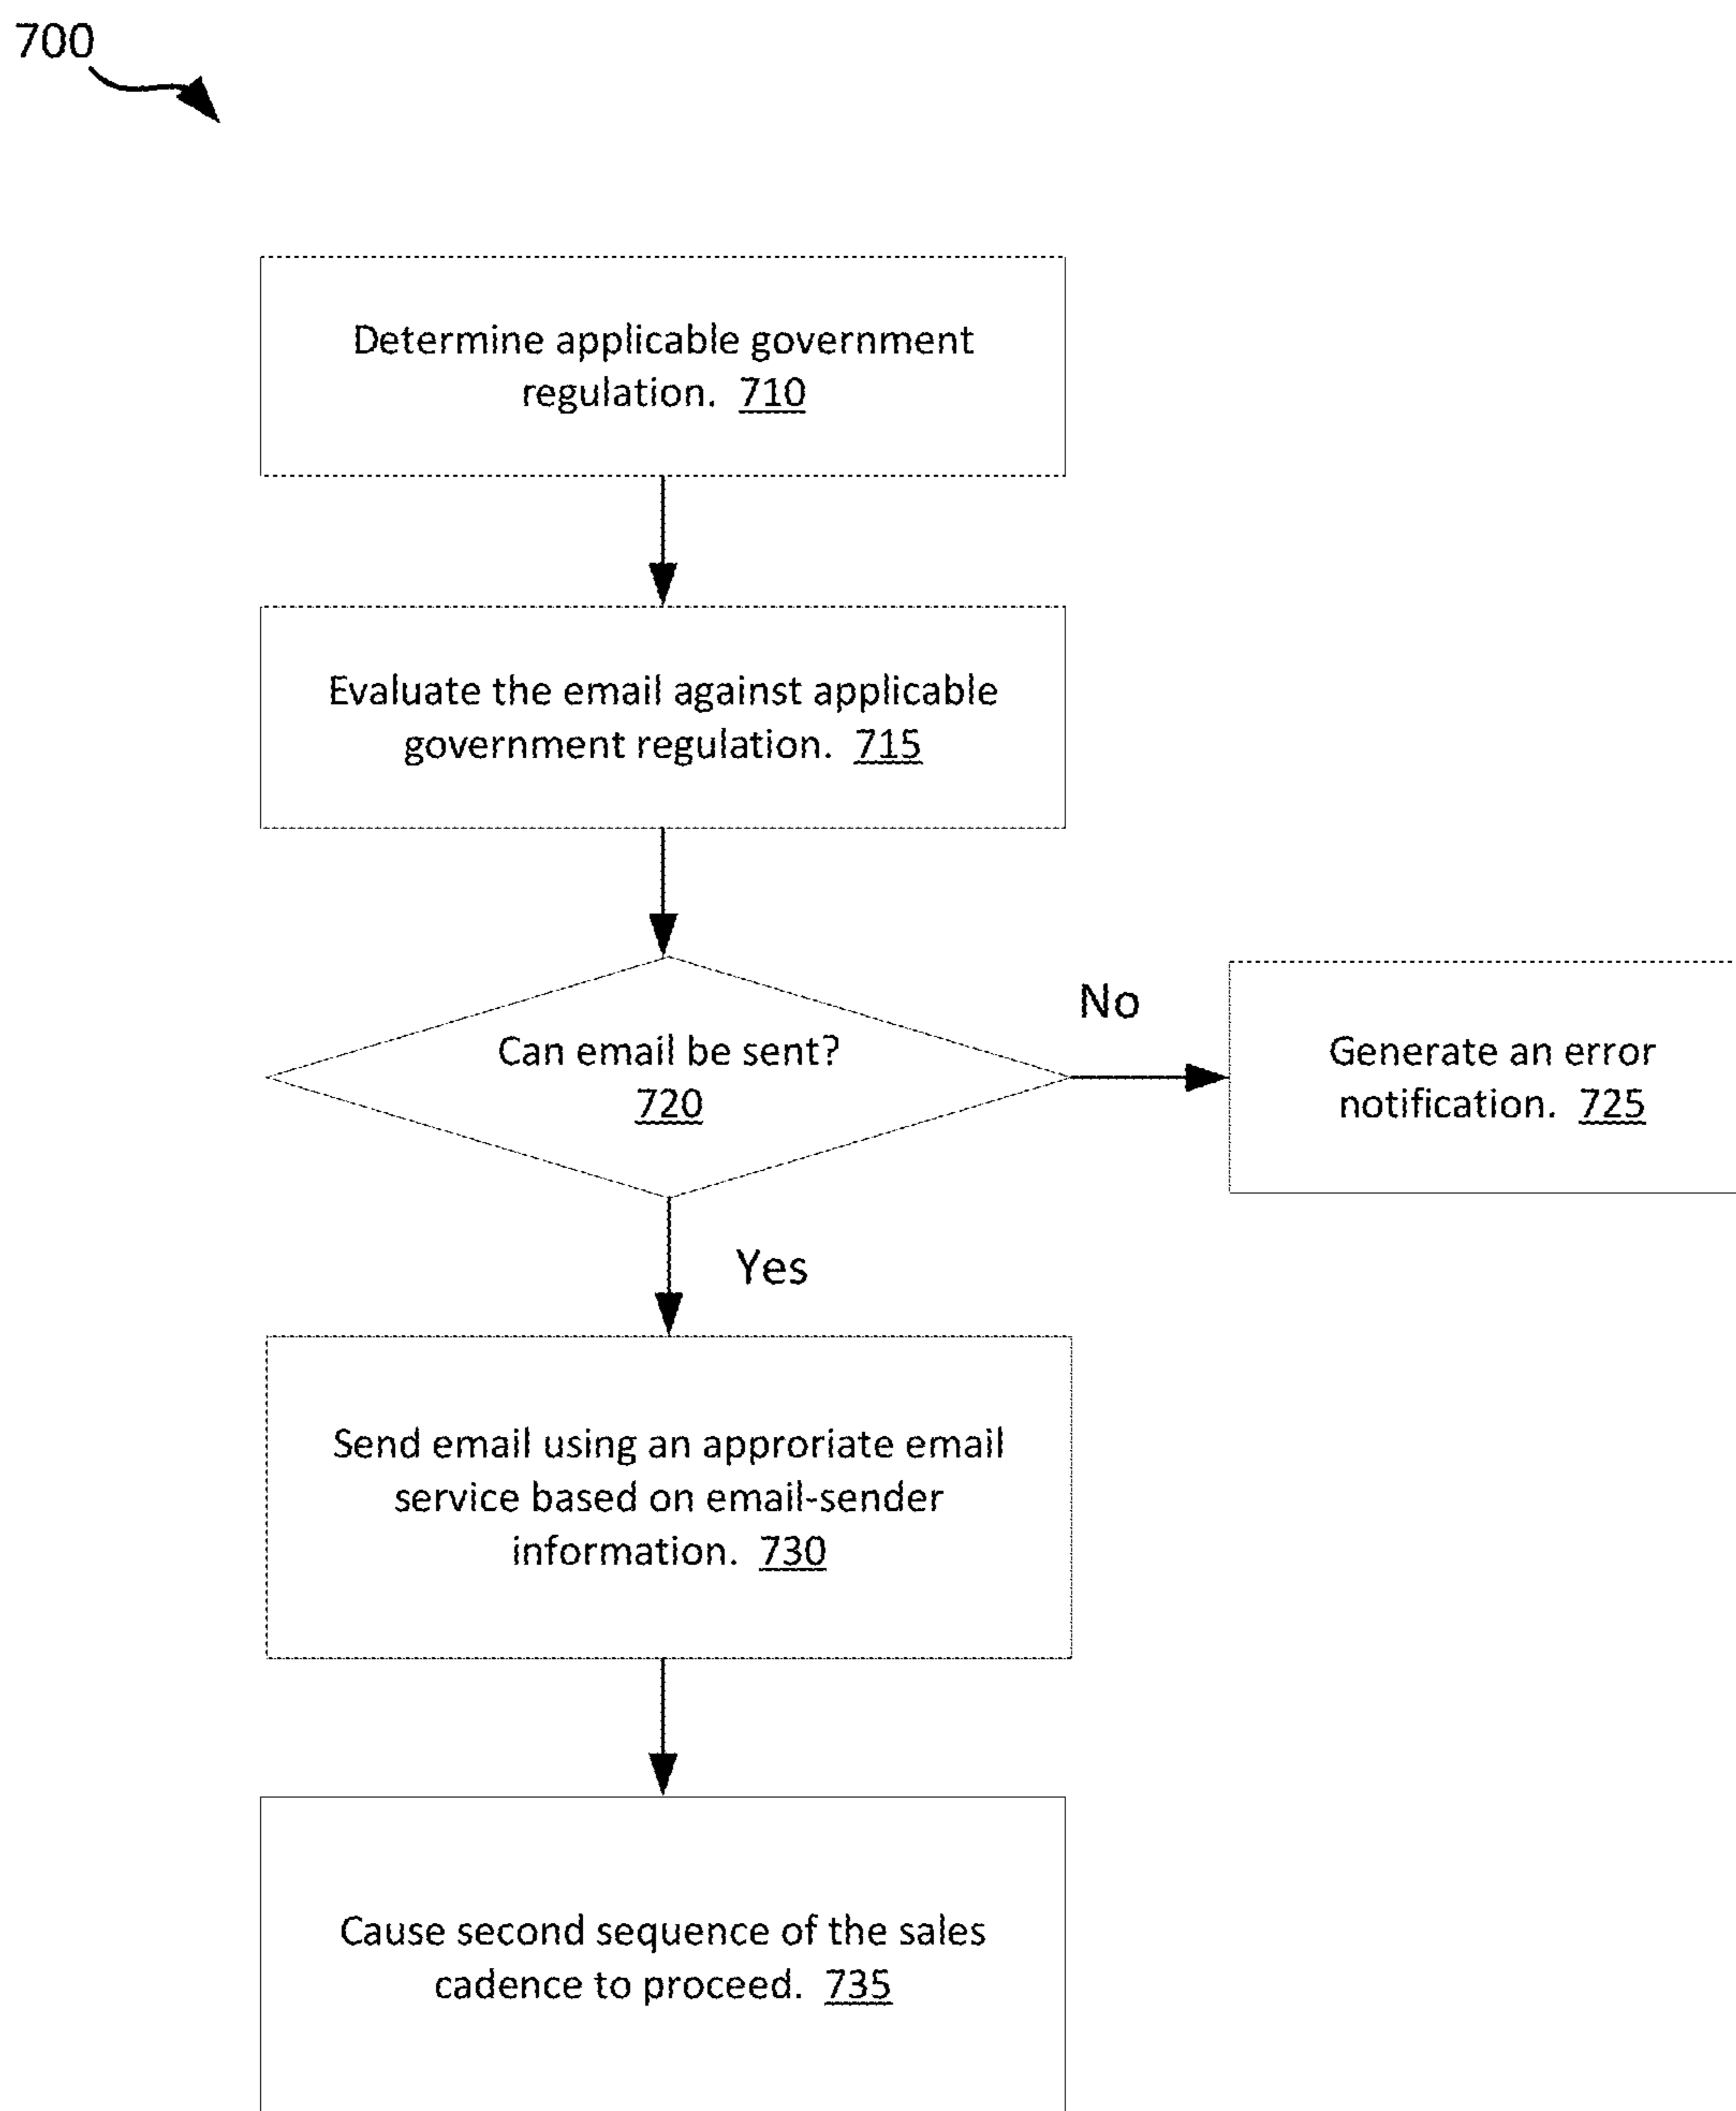 700
Determine applicable government
regulation. 710
Evaluate the email against applicable
government regulation. 715
Can email be sent?
720
No
Generate an error
notification. 725
Yes
Send email using an approriate email
service based on email-sender
information. 730
Cause second sequence of the sales
cadence to proceed. 735